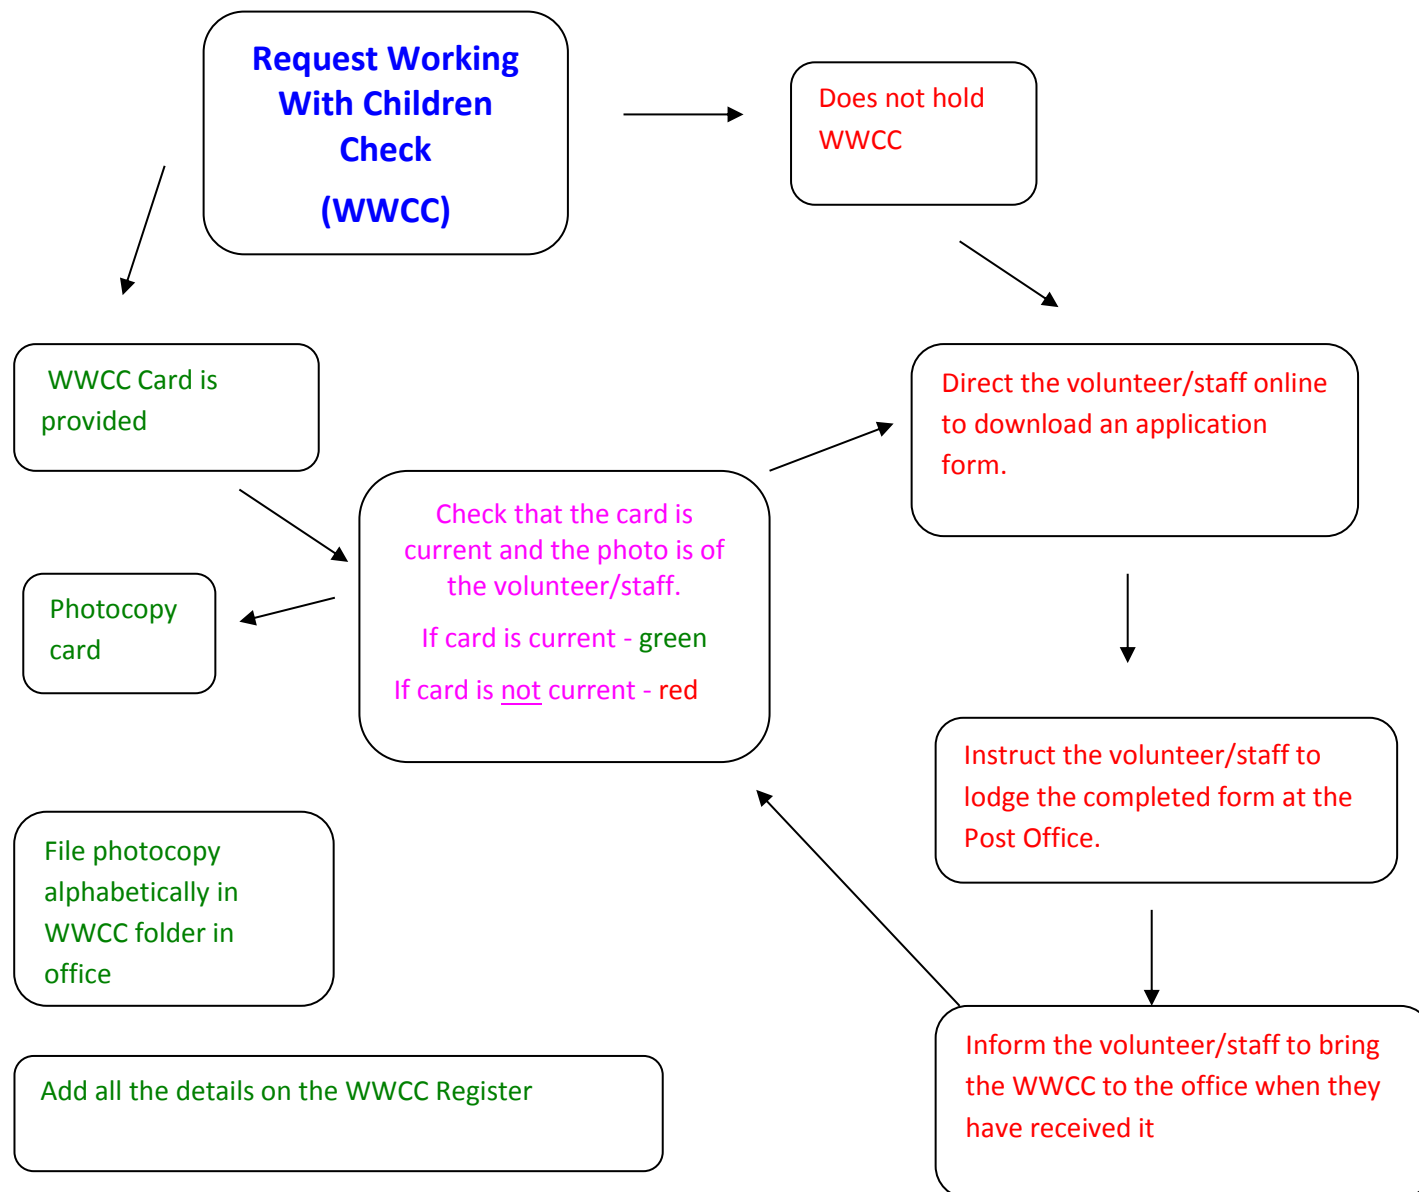 Request Working
With Children
Check
(WWCC)
Does not hold
WWCC
WWCC Card is
provided
Direct the volunteer/staff online
to download an application
form.
Check that the card is
current and the photo is of
the volunteer/staff.
If card is current - green
If card is not current - red
Photocopy
card
Instruct the volunteer/staff to
lodge the completed form at the
Post Office.
File photocopy
alphabetically in
WWCC folder in
office
Inform the volunteer/staff to bring
the WWCC to the office when they
have received it
Add all the details on the WWCC Register